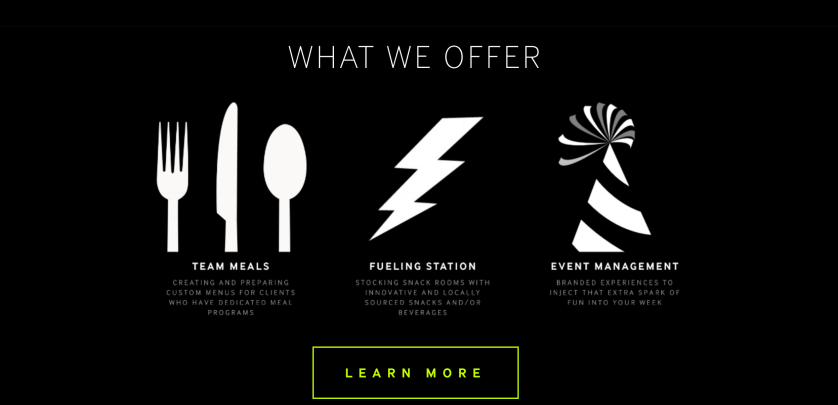 WHAT WE OFFER
TEAM MEALS
CREATING AND PREPARING
CUSTOM MENUS FOR CLIENTS
WHO HAVE DEDICATED MEAL
PROGRAMS
FUELING STATION
STOCKING SNACK ROOMS WITH
INNOVATIVE AND LOCALLY
SOURCED SNACKS AND/OR
BEVERAGES
EVENT MANAGEMENT
BRANDED EXPERIENCES TO
INJECT THAT EXTRA SPARK OF
FUN INTO YOUR WEEK
LEARN MORE